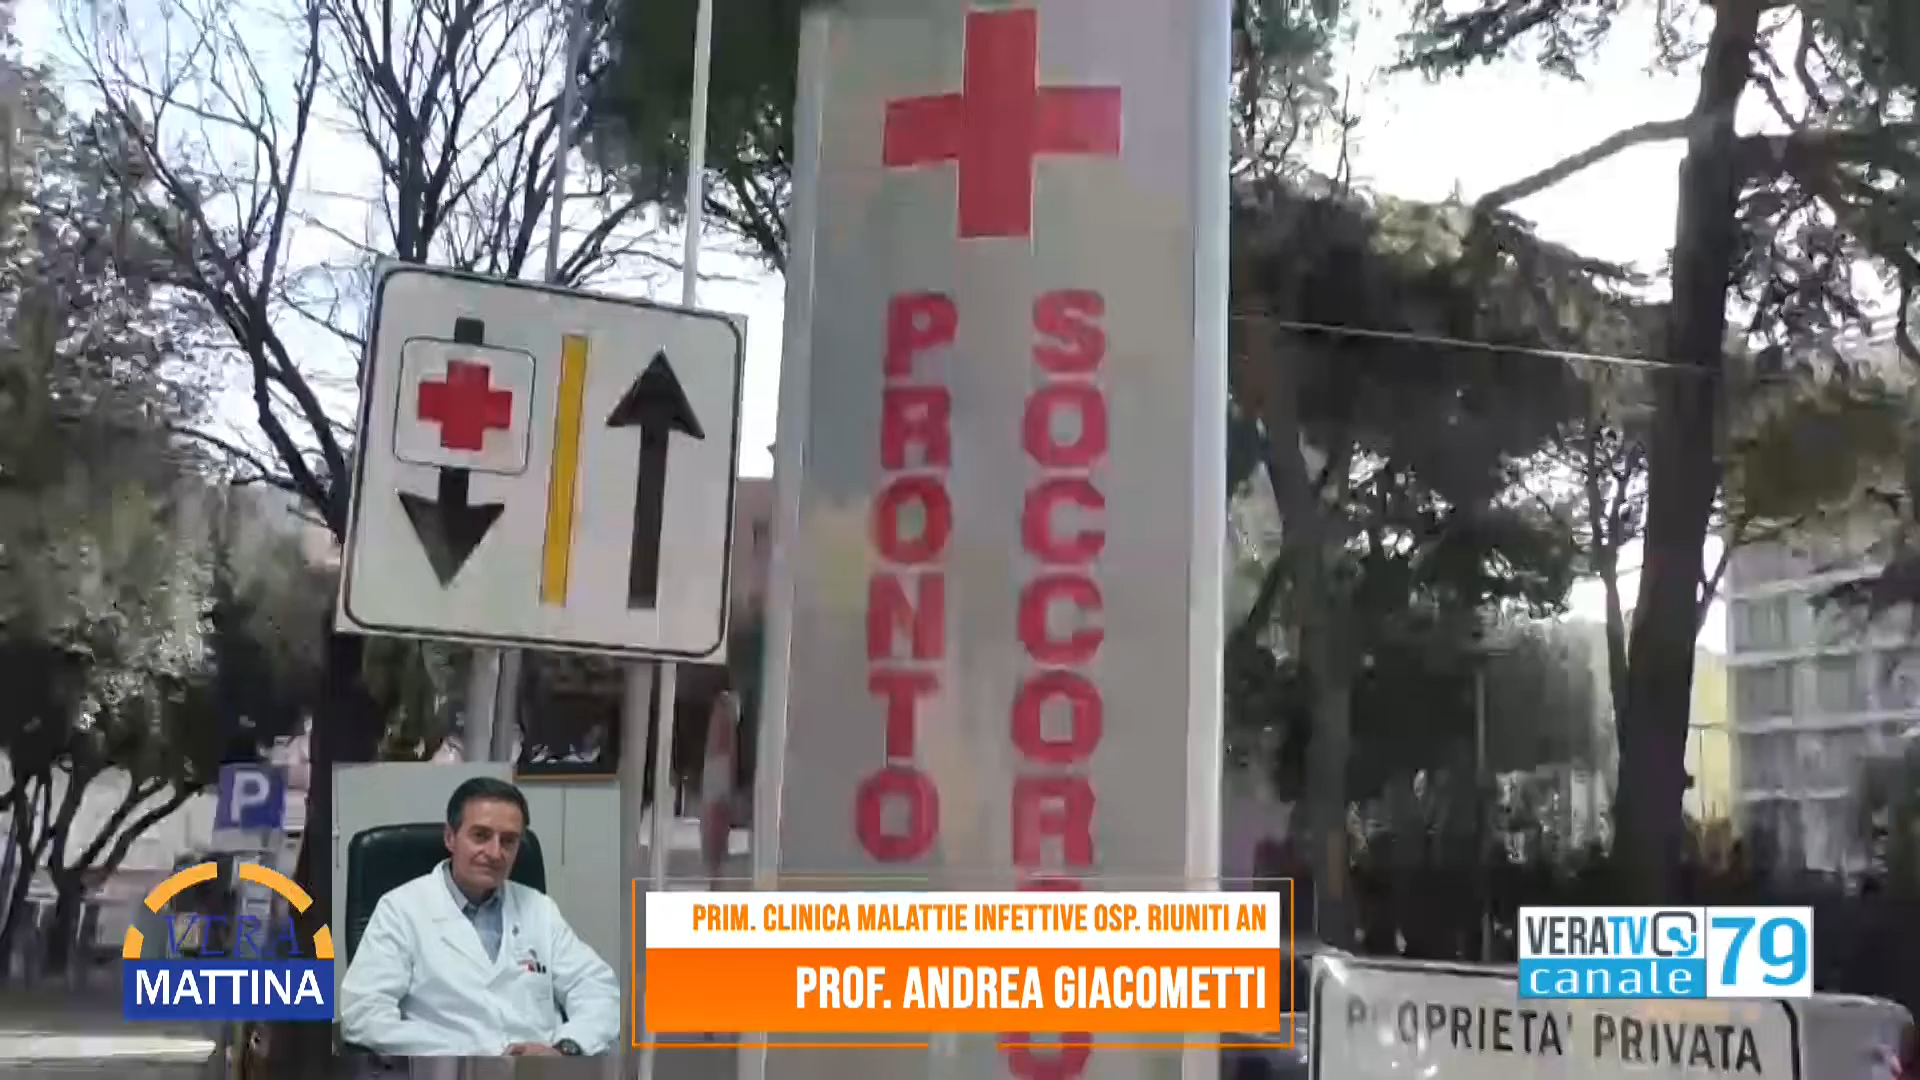 PRONTO
SOCCORSO
P
VERA
MATTINA
PRIM. CLINICA MALATTIE INFETTIVE OSP. RIUNITI AN
PROF. ANDREA GIACOMETTI
VERATV
canale
79
PROPRIETA' PRIVATA